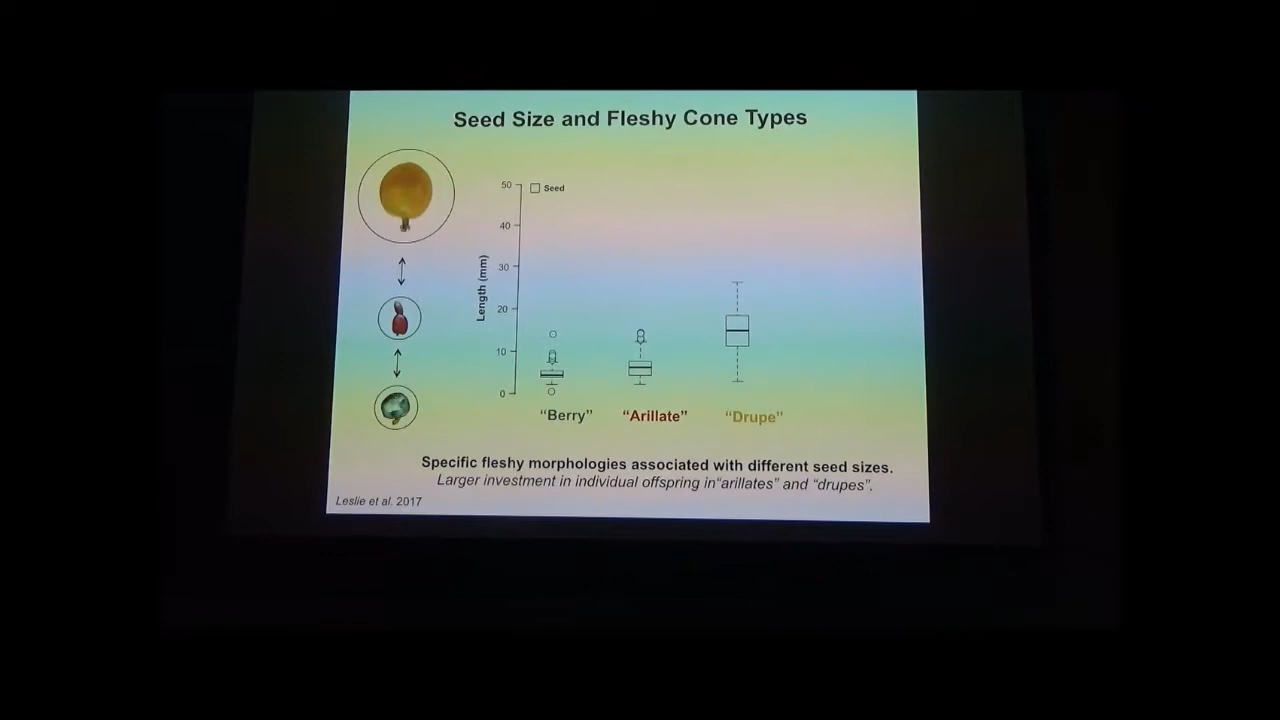 Seed Size and Fleshy Cone Types
50
Seed
40
30
20
10
0
Length (mm)
“Berry”
“Arillate”
“Drupe”
Specific fleshy morphologies associated with different seed sizes.
Larger investment in individual offspring in“arillates” and “drupes”.
Leslie et al. 2017